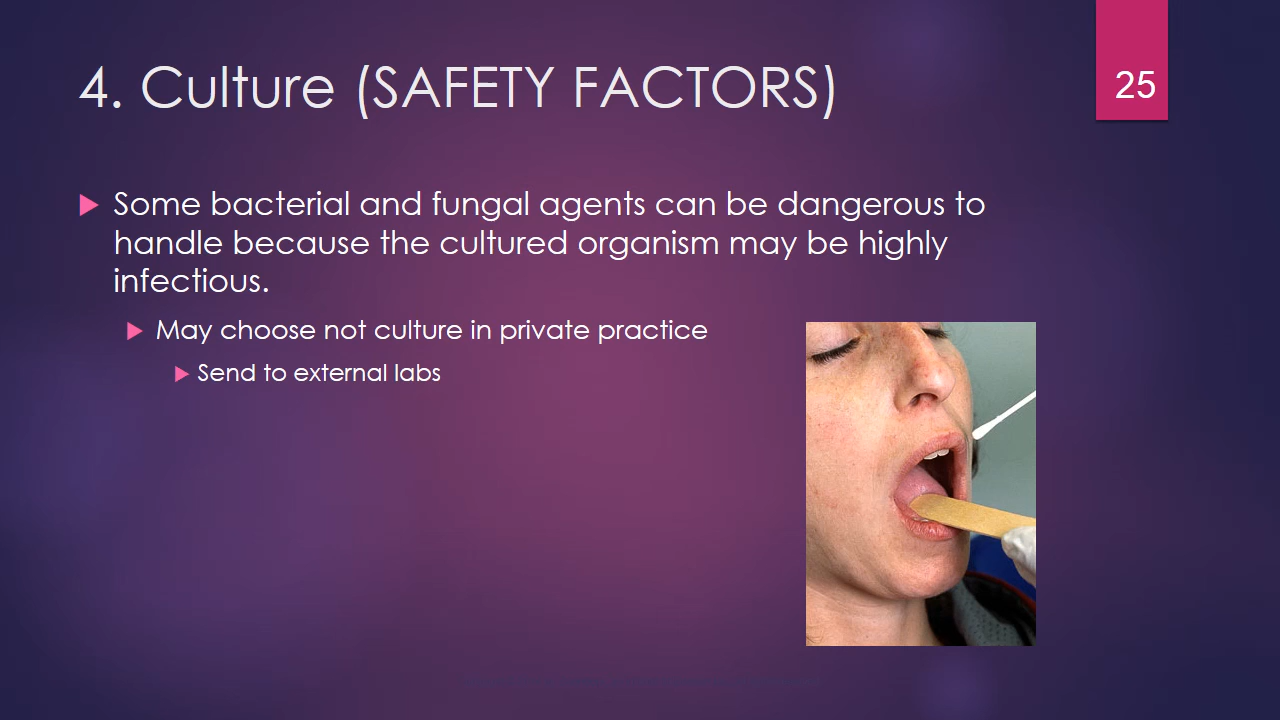 4. Culture (SAFETY FACTORS)
25
Some bacterial and fungal agents can be dangerous to
handle because the cultured organism may be highly
infectious.
May choose not culture in private practice
Send to external labs